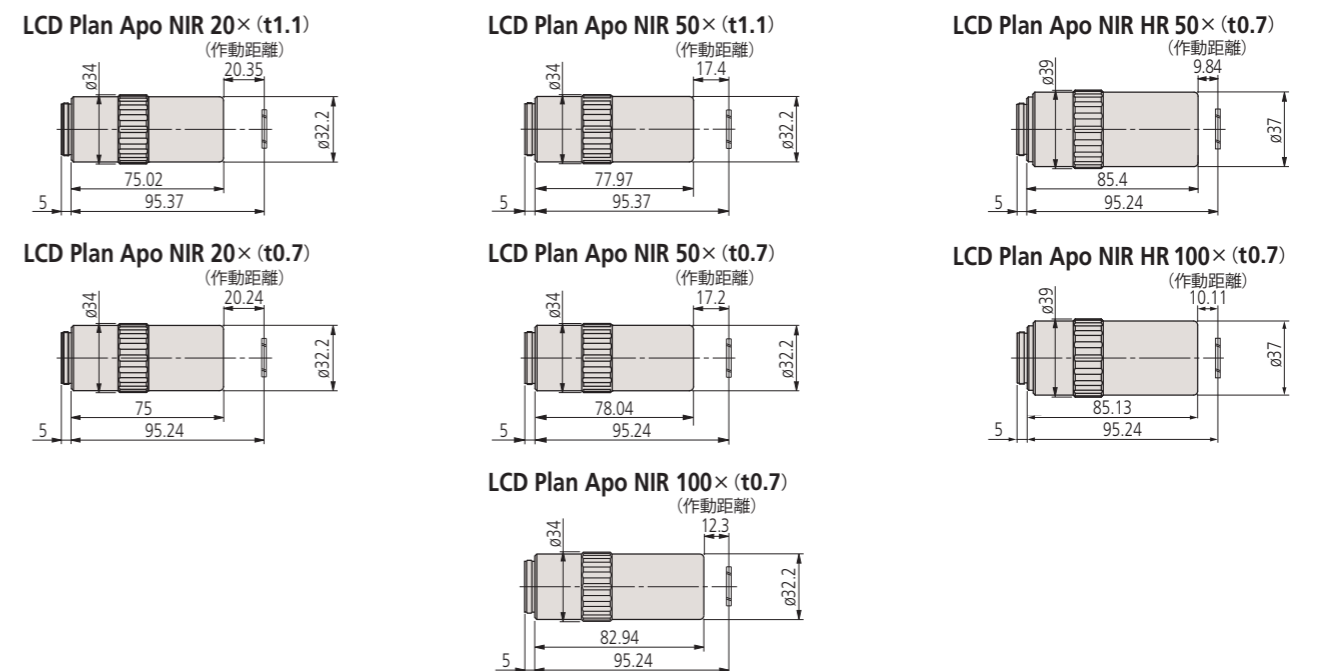 LCD Plan Apo NIR 20×（t1.1）
（作動距離）
20.35
ø34
ø32.2
75.02
5
95.37
LCD Plan Apo NIR 50×（t1.1）
（作動距離）
17.4
ø34
ø32.2
77.97
5
95.37
LCD Plan Apo NIR HR 50×（t0.7）
（作動距離）
9.84
ø39
ø37
85.4
5
95.24
LCD Plan Apo NIR 20×（t0.7）
（作動距離）
20.24
ø34
ø32.2
75
5
95.24
LCD Plan Apo NIR 50×（t0.7）
（作動距離）
17.2
ø34
ø32.2
78.04
5
95.24
LCD Plan Apo NIR HR 100×（t0.7）
（作動距離）
10.11
ø39
ø37
85.13
5
95.24
LCD Plan Apo NIR 100×（t0.7）
（作動距離）
12.3
ø34
ø32.2
82.94
5
95.24